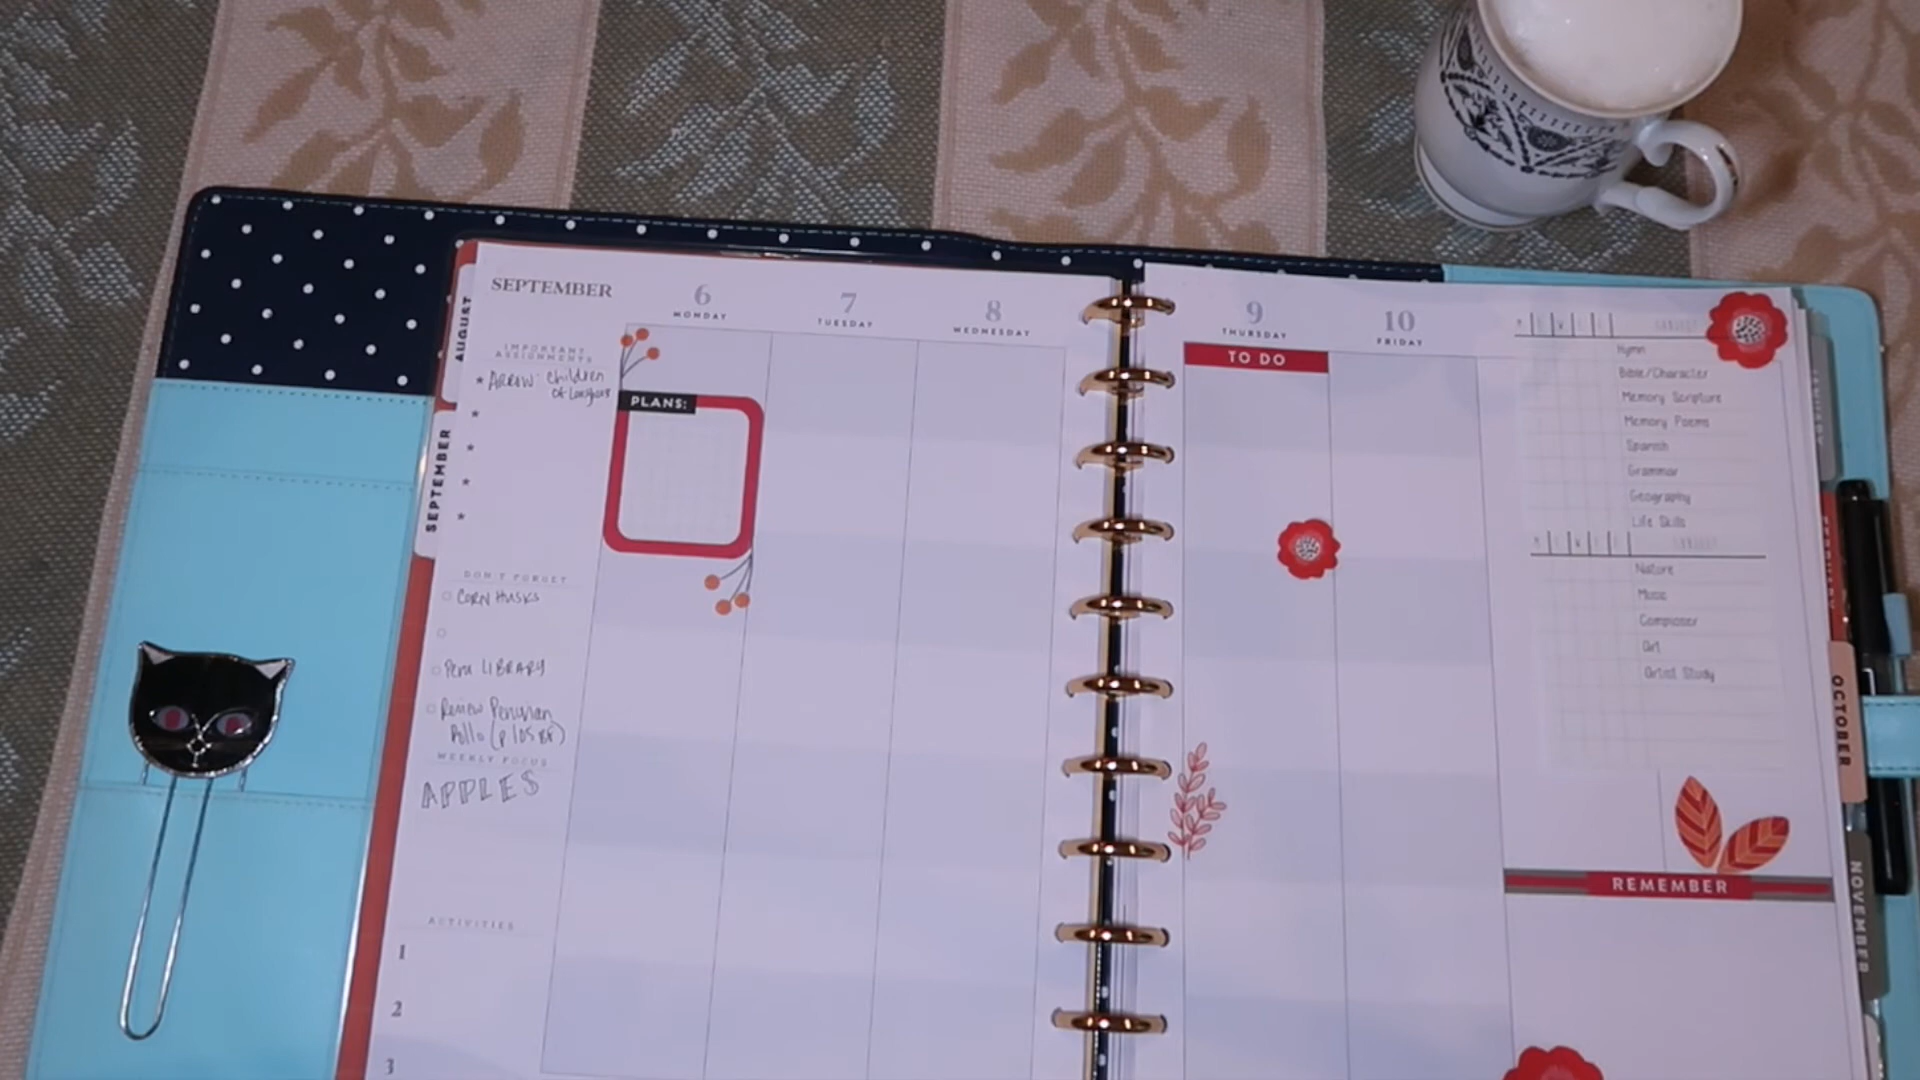 SEPTEMBER
6
MONDAY
7
TUESDAY
8
WEDNESDAY
9
THURSDAY
10
FRIDAY
AUGUST
SEPTEMBER
IMPORTANT
ASSIGNMENTS
ARROW: Children
of
PLANS:
TO DO
DON'T FORGET
CORN HUSKS
Peru LIBRARY
Review Peruvian
Pollo
WEEKLY FOCUS
APPLES
ACTIVITIES
1
2
3
Hymn
Bible/Character
Memory Scripture
Memory Poems
Spanish
Grammar
Geography
Life Skills
Nature
Music
Composer
Art
Artist Study
REMEMBER
OCTOBER
NOVEMBER